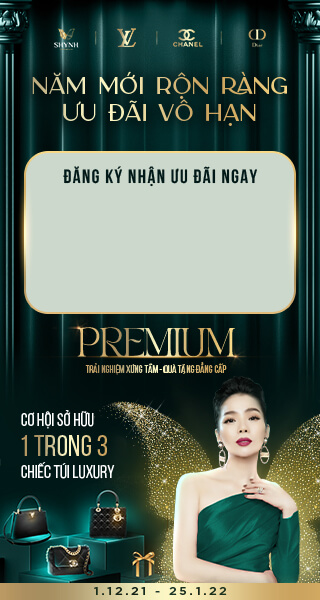 SHYNH
LV
CHANEL
Dior
NĂM MỚI RỘN RÀNG
ƯU ĐÃI VÔ HẠN
ĐĂNG KÝ NHẬN ƯU ĐÃI NGAY
PREMIUM
TRẢI NGHIỆM XỨNG TẦM - QUÀ TẶNG ĐẲNG CẤP
CƠ HỘI SỞ HỮU
1 TRONG 3
CHIẾC TÚI LUXURY
1.12.21 - 25.1.22